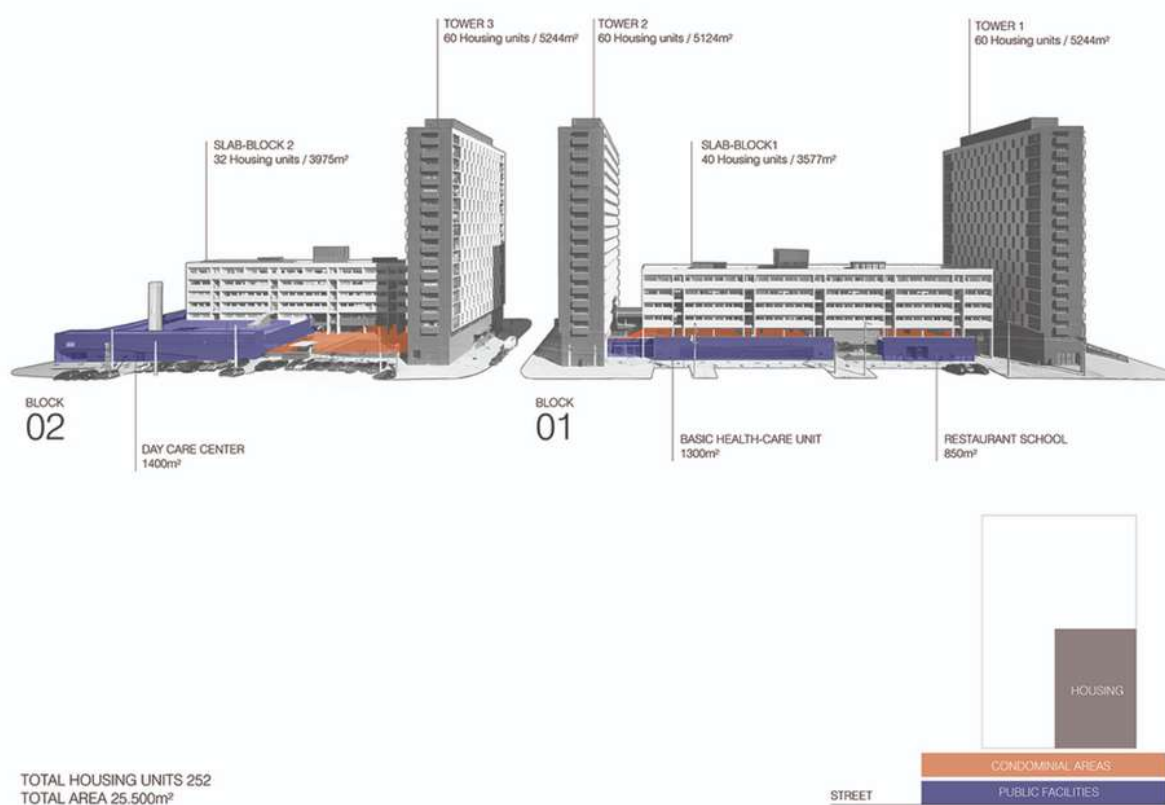 TOWER 3
60 Housing units / 5244m²
TOWER 2
60 Housing units / 5124m²
TOWER 1
60 Housing units / 5244m²
SLAB-BLOCK 2
32 Housing units / 3975m²
SLAB-BLOCK1
40 Housing units / 3577m²
BLOCK
02
DAY CARE CENTER
1400m²
BLOCK
01
BASIC HEALTH-CARE UNIT
1300m²
RESTAURANT SCHOOL
850m²
HOUSING
CONDOMINIAL AREAS
PUBLIC FACILITIES
STREET
TOTAL HOUSING UNITS 252
TOTAL AREA 25.500m²